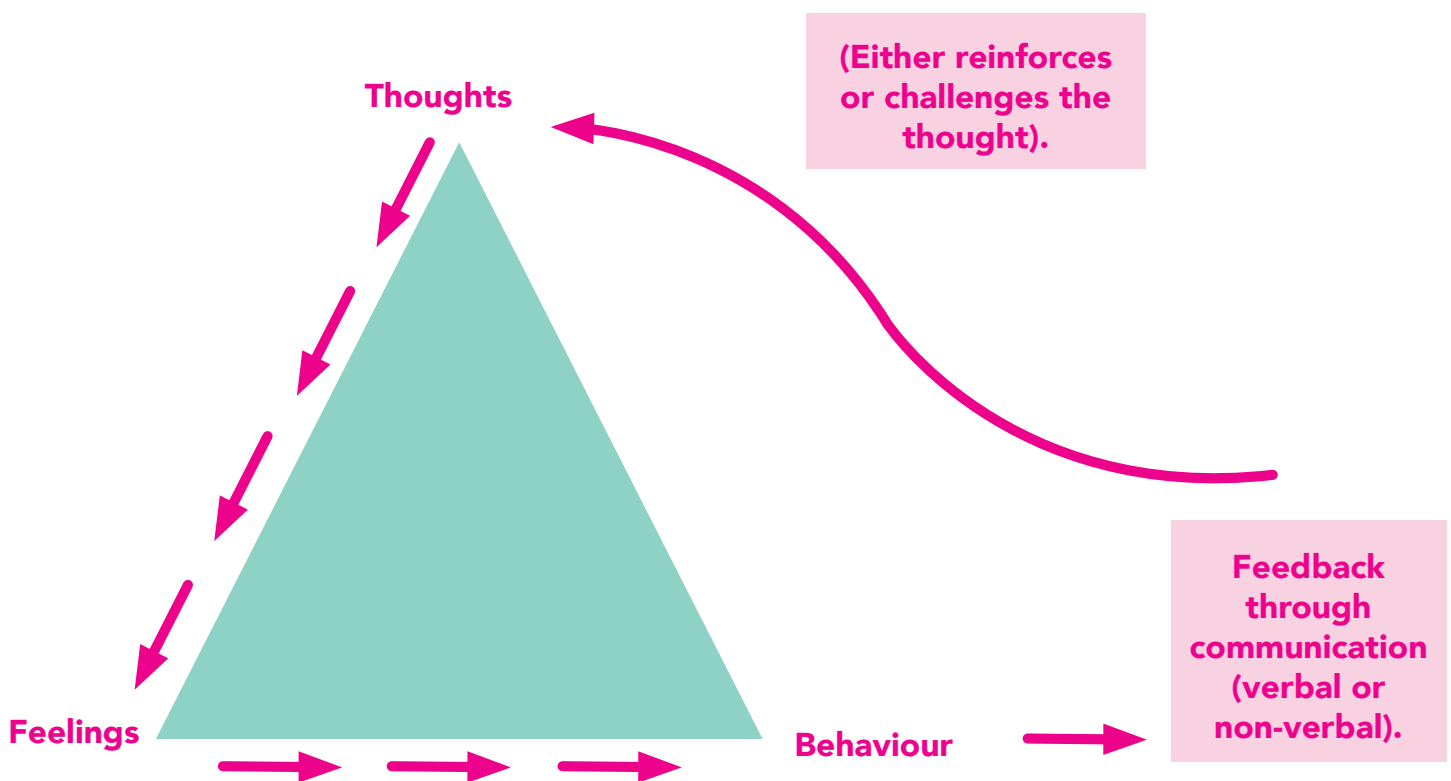 (Either reinforces
or challenges the
thought).
Thoughts
Feedback
through
communication
(verbal or
non-verbal).
Feelings
Behaviour